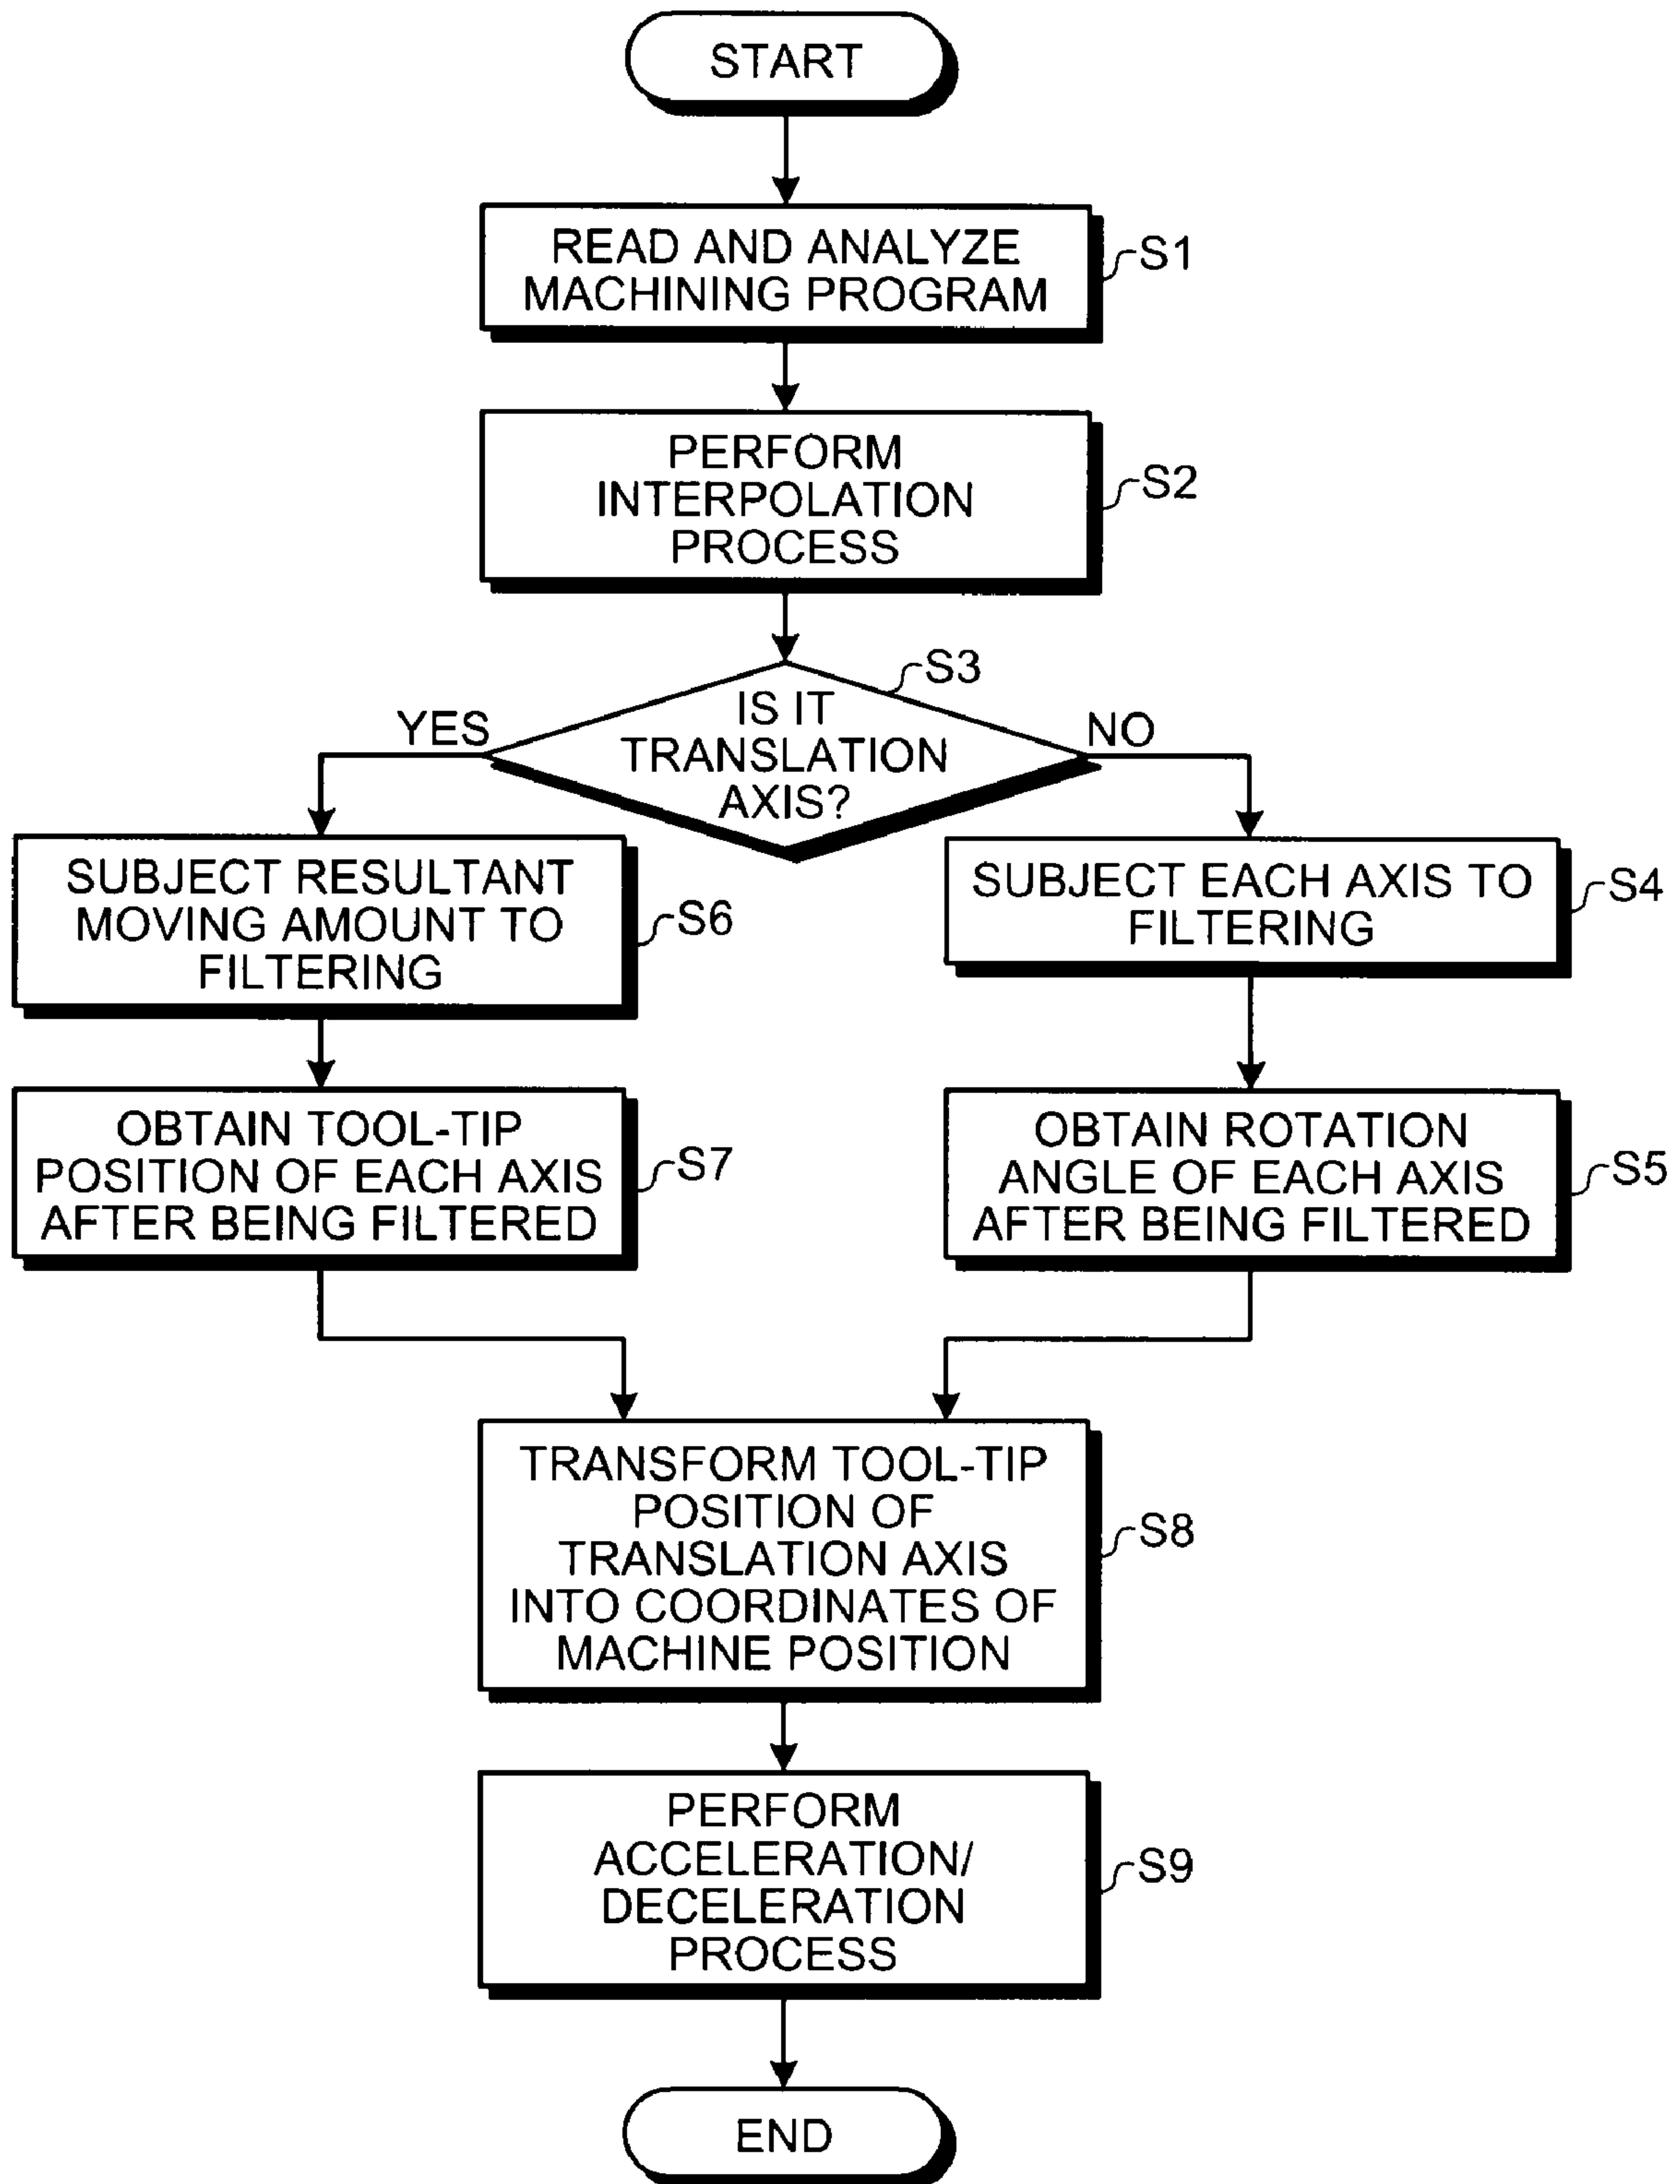 START
READ AND ANALYZE
MACHINING PROGRAM
S1
PERFORM
INTERPOLATION
PROCESS
S2
S3
IS IT
TRANSLATION
AXIS?
YES
NO
SUBJECT RESULTANT
MOVING AMOUNT TO
FILTERING
S6
SUBJECT EACH AXIS TO
FILTERING
S4
OBTAIN TOOL-TIP
POSITION OF EACH AXIS
AFTER BEING FILTERED
S7
OBTAIN ROTATION
ANGLE OF EACH AXIS
AFTER BEING FILTERED
S5
TRANSFORM TOOL-TIP
POSITION OF
TRANSLATION AXIS
INTO COORDINATES OF
MACHINE POSITION
S8
PERFORM
ACCELERATION/
DECELERATION
PROCESS
S9
END